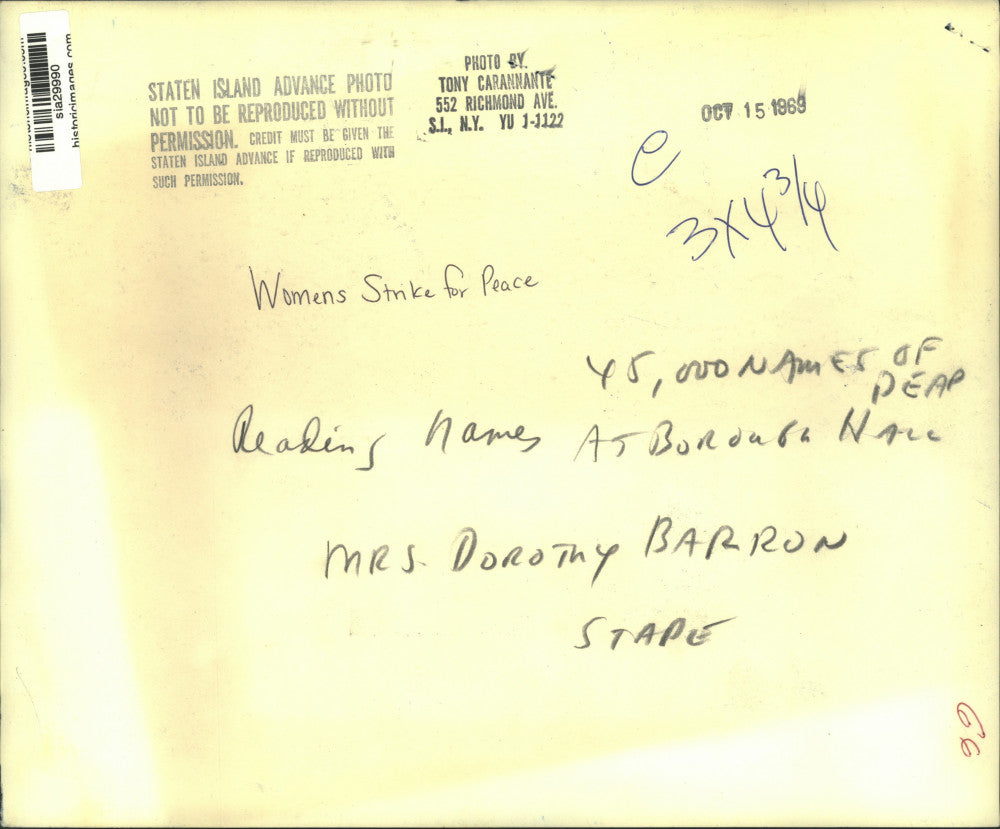 sia29990
historicimages.com
STATEN ISLAND ADVANCE PHOTO
NOT TO BE REPRODUCED WITHOUT
PERMISSION. CREDIT MUST BE GIVEN THE
STATEN ISLAND ADVANCE IF REPRODUCED WITH
SUCH PERMISSION.
PHOTO BY.
TONY CARANNANTE
552 RICHMOND AVE.
S.I., N.Y. YU 1-1122
OCT 15 1969
C
3X4 3/4
Womens Strike for Peace
45,000 NAMES OF
DEAD
Reading Names AT BOROUGH HALL
MRS. DOROTHY BARRON